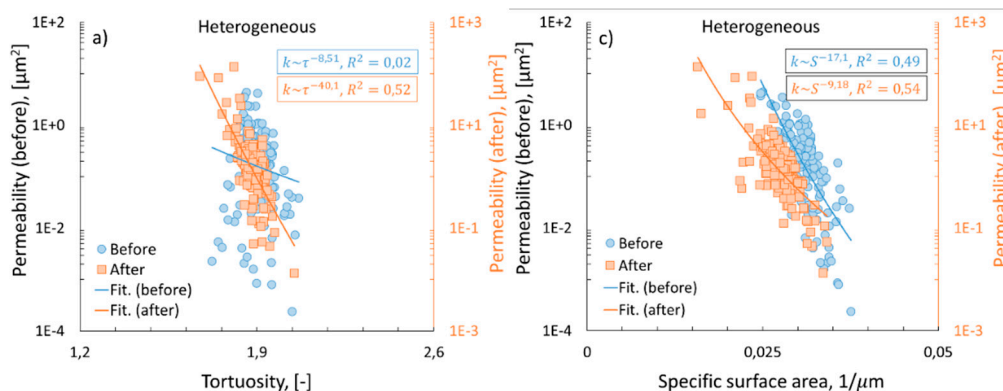 a)
Heterogeneous
k~τ^−8,51, R² = 0,02
k~τ^−40,1, R² = 0,52
Permeability (before), [μm²]
1E+2
1E+0
1E-2
1E-4
Permeability (after), [μm²]
1E+3
1E+1
1E-1
1E-3
Before
After
Fit. (before)
Fit. (after)
1,2
1,9
2,6
Tortuosity, [-]
c)
Heterogeneous
k~S^−17,1, R² = 0,49
k~S^−9,18, R² = 0,54
Permeability (before), [μm²]
1E+2
1E+0
1E-2
1E-4
Permeability (after), [μm²]
1E+3
1E+1
1E-1
1E-3
Before
After
Fit. (before)
Fit. (after)
0
0,025
0,05
Specific surface area, 1/μm